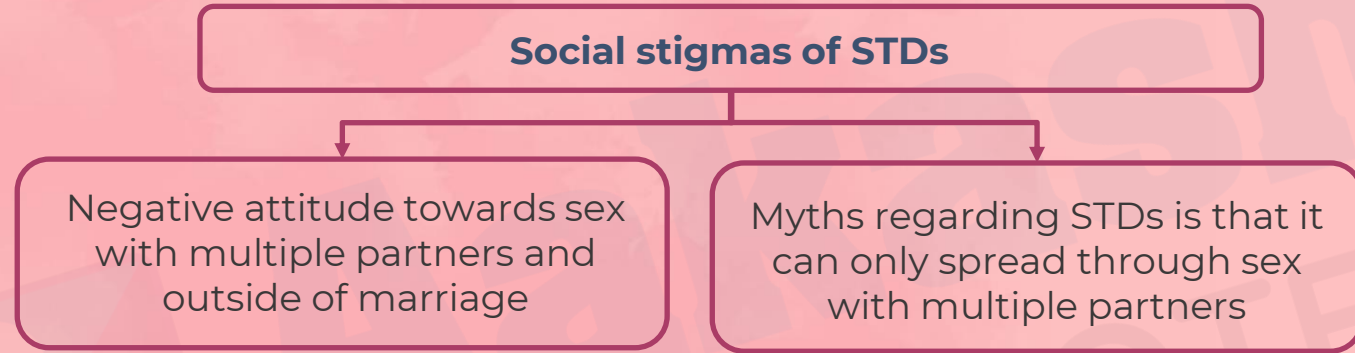 Social stigmas of STDs
Negative attitude towards sex
with multiple partners and
outside of marriage
Myths regarding STDs is that it
can only spread through sex
with multiple partners